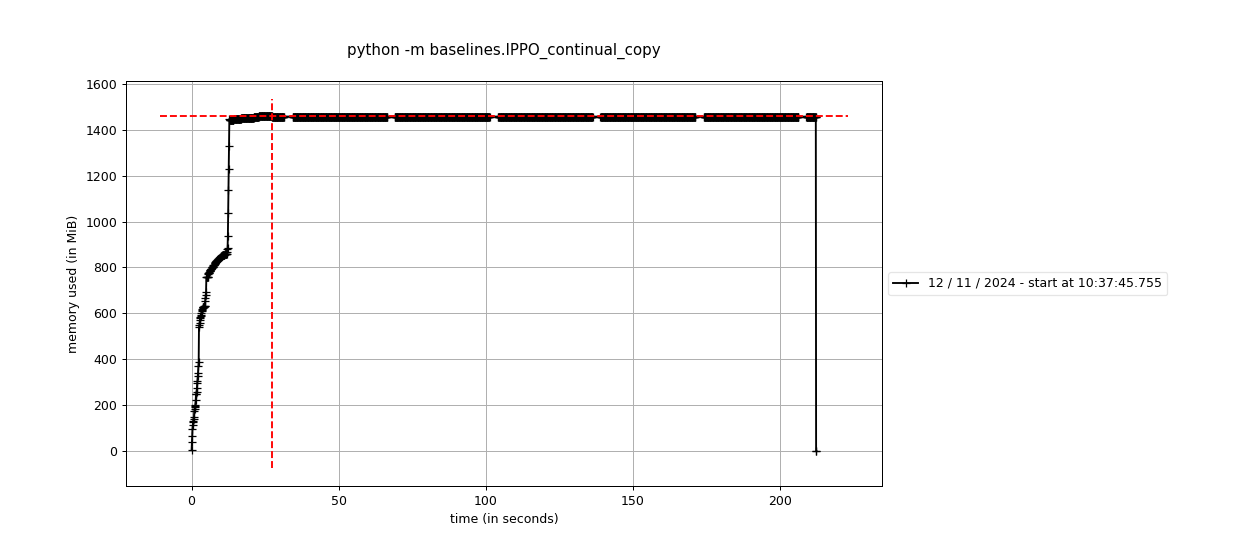 python -m baselines.IPPO_continual_copy
1600
1400
1200
1000
800
600
400
200
0
memory used (in MiB)
0 50 100 150 200
time (in seconds)
12 / 11 / 2024 - start at 10:37:45.755